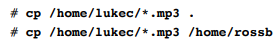 # cp /home/lukec/*.mp3 .
# cp /home/lukec/*.mp3 /home/rossb